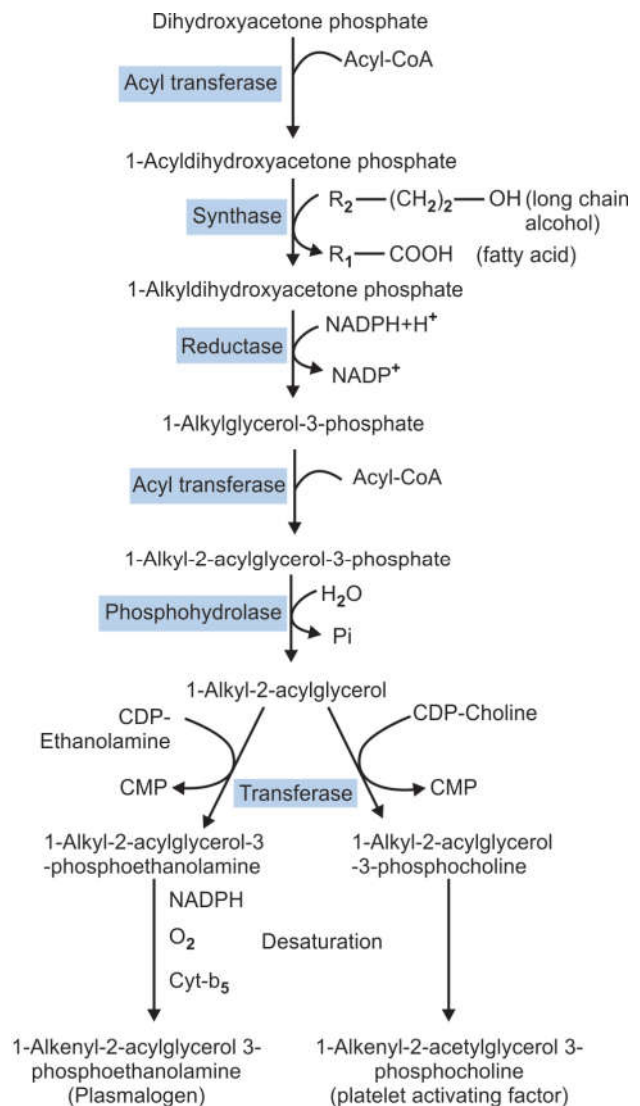 Dihydroxyacetone phosphate
Acyl-CoA
Acyl transferase
1-Acyldihydroxyacetone phosphate
R2—(CH2)2—OH (long chain
alcohol)
Synthase
R1—COOH (fatty acid)
1-Alkyldihydroxyacetone phosphate
NADPH+H+
Reductase
NADP+
1-Alkylglycerol-3-phosphate
Acyl transferase
Acyl-CoA
1-Alkyl-2-acylglycerol-3-phosphate
H2O
Phosphohydrolase
Pi
1-Alkyl-2-acylglycerol
CDP-
Ethanolamine
CDP-Choline
CMP
Transferase
CMP
1-Alkyl-2-acylglycerol-3
-phosphoethanolamine
1-Alkyl-2-acylglycerol
-3-phosphocholine
NADPH
O2
Desaturation
Cyt-b5
1-Alkenyl-2-acylglycerol 3-
phosphoethanolamine
(Plasmalogen)
1-Alkenyl-2-acetylglycerol 3-
phosphocholine
(platelet activating factor)